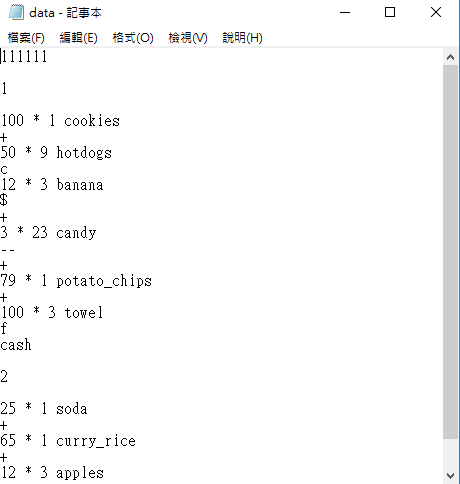 data - 記事本
檔案(F) 編輯(E) 格式(O) 檢視(V) 說明(H)
111111
1
100 * 1 cookies
+
50 * 9 hotdogs
c
12 * 3 banana
$
+
3 * 23 candy
--
+
79 * 1 potato_chips
+
100 * 3 towel
f
cash
2
25 * 1 soda
+
65 * 1 curry_rice
+
12 * 3 apples